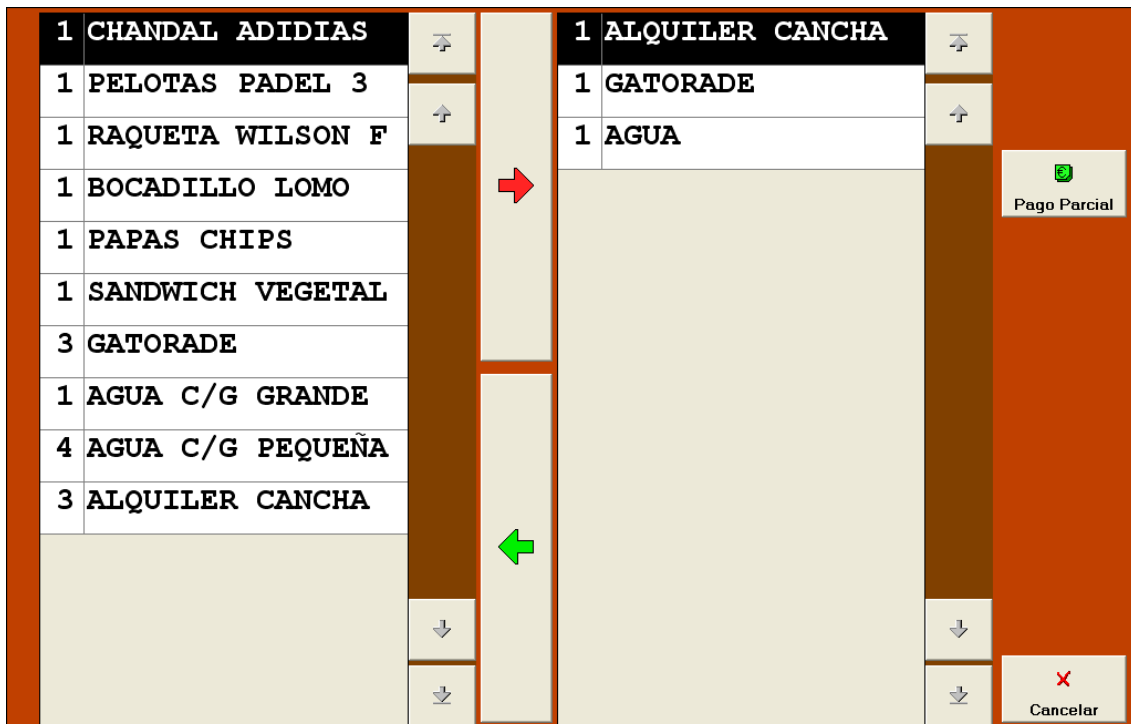 1 CHANDAL ADIDIAS
1 PELOTAS PADEL 3
1 RAQUETA WILSON F
1 BOCADILLO LOMO
1 PAPAS CHIPS
1 SANDWICH VEGETAL
3 GATORADE
1 AGUA C/G GRANDE
4 AGUA C/G PEQUEÑA
3 ALQUILER CANCHA
1 ALQUILER CANCHA
1 GATORADE
1 AGUA
€
Pago Parcial
Cancelar